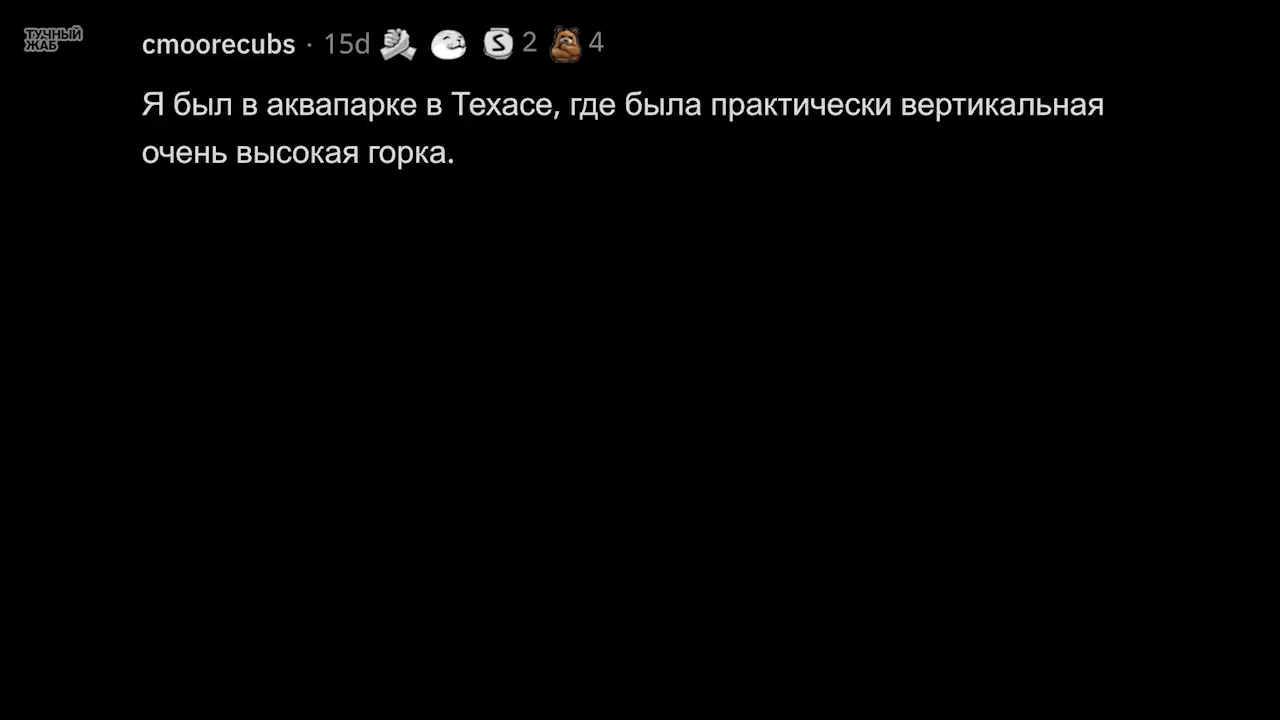 ТУЧНЫЙ
ЖАБ
cmoorecubs · 15d 2 4
Я был в аквапарке в Техасе, где была практически вертикальная
очень высокая горка.